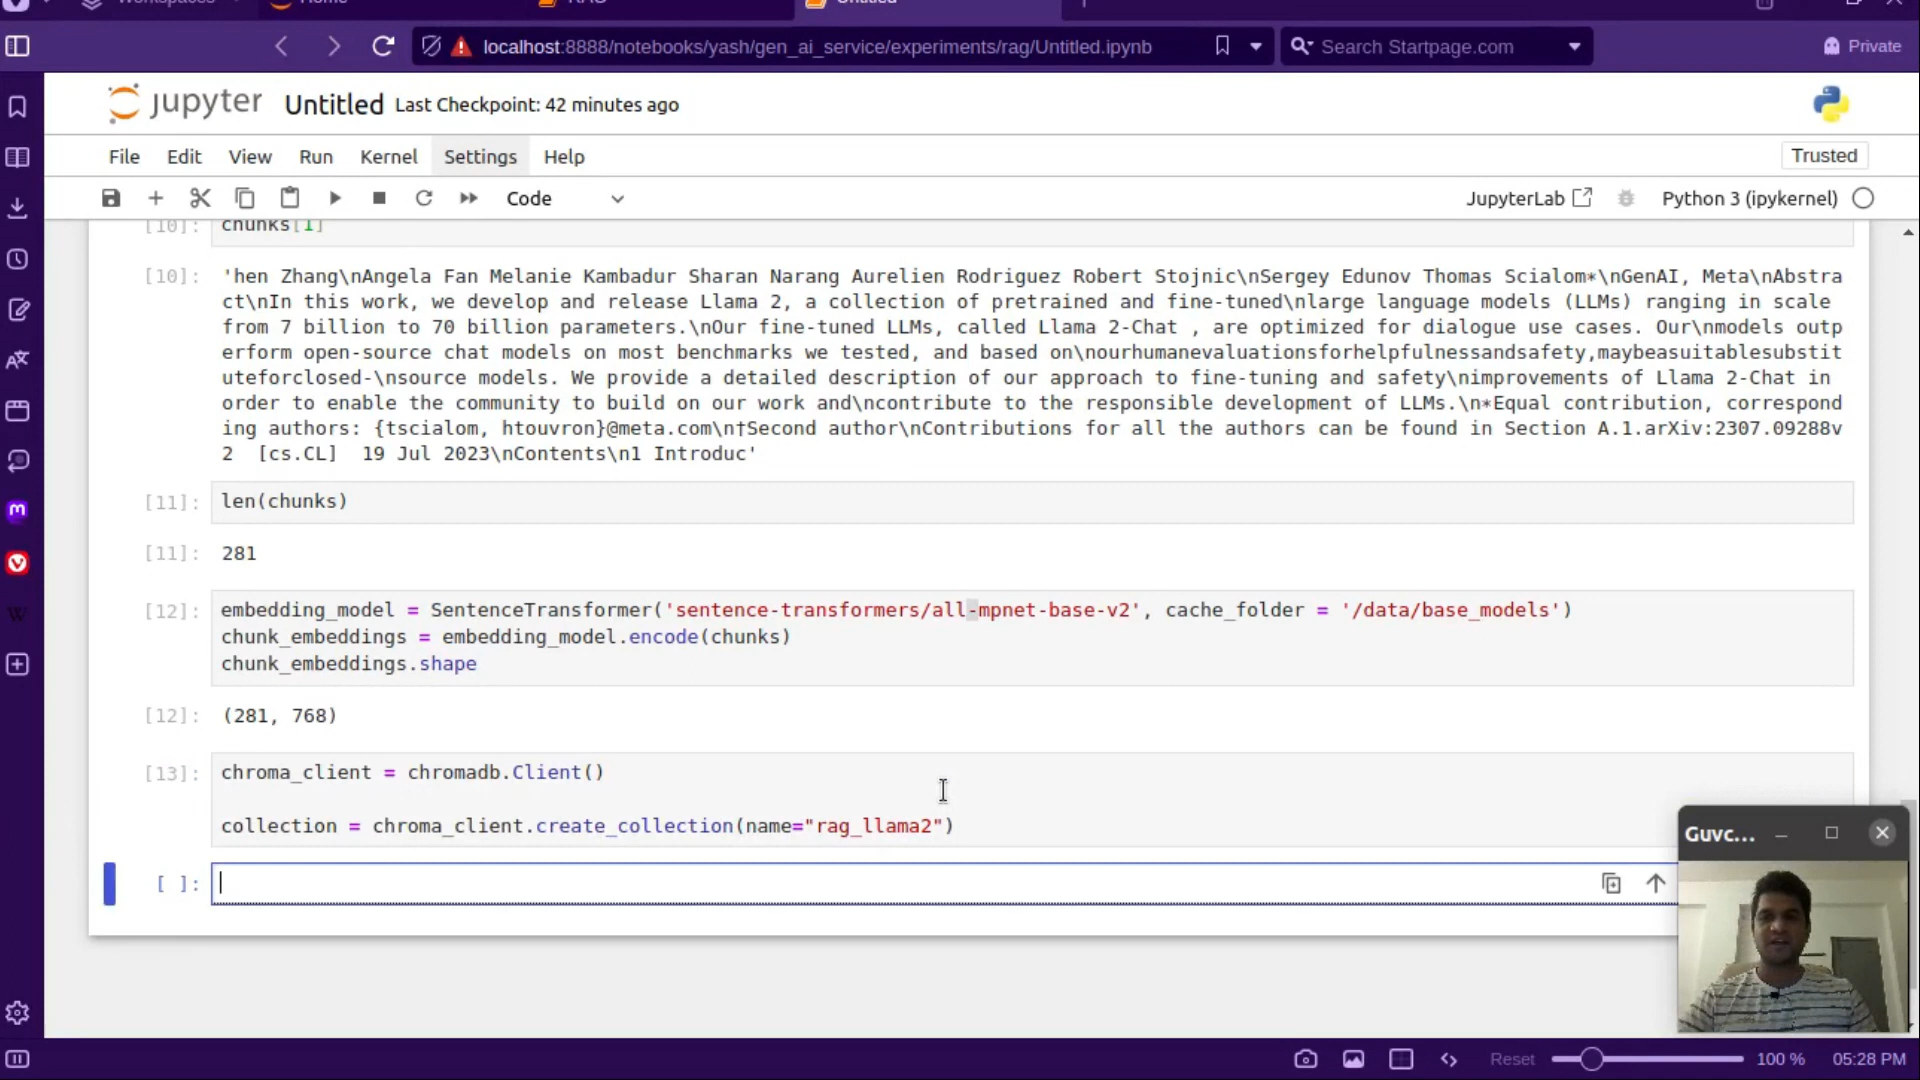 Workspaces
Home
RAG
Untitled
localhost:8888/notebooks/yash/gen_ai_service/experiments/rag/Untitled.ipynb
Search Startpage.com
Private
jupyter Untitled Last Checkpoint: 42 minutes ago
File Edit View Run Kernel Settings Help
Trusted
Code
JupyterLab
Python 3 (ipykernel)
[10]: chunks[1]
[10]: 'hen Zhang\nAngela Fan Melanie Kambadur Sharan Narang Aurelien Rodriguez Robert Stojnic\nSergey Edunov Thomas Scialom∗\nGenAI, Meta\nAbstra
ct\nIn this work, we develop and release Llama 2, a collection of pretrained and fine-tuned\nlarge language models (LLMs) ranging in scale
from 7 billion to 70 billion parameters.\nOur fine-tuned LLMs, called Llama 2-Chat , are optimized for dialogue use cases. Our\nmodels outp
erform open-source chat models on most benchmarks we tested, and based on\nourhumanevaluationsforhelpfulnessandsafety,maybeasuitablesubstit
uteforclosed-\nsource models. We provide a detailed description of our approach to fine-tuning and safety\nimprovements of Llama 2-Chat in
order to enable the community to build on our work and\ncontribute to the responsible development of LLMs.\n∗Equal contribution, correspond
ing authors: {tscialom, htouvron}@meta.com\n†Second author\nContributions for all the authors can be found in Section A.1.arXiv:2307.09288v
2  [cs.CL]  19 Jul 2023\nContents\n1 Introduc'
[11]: len(chunks)
[11]: 281
[12]: embedding_model = SentenceTransformer('sentence-transformers/all-mpnet-base-v2', cache_folder = '/data/base_models')
chunk_embeddings = embedding_model.encode(chunks)
chunk_embeddings.shape
[12]: (281, 768)
[13]: chroma_client = chromadb.Client()
collection = chroma_client.create_collection(name="rag_llama2")
[ ]:
Guvc...
Reset
100 %
05:28 PM